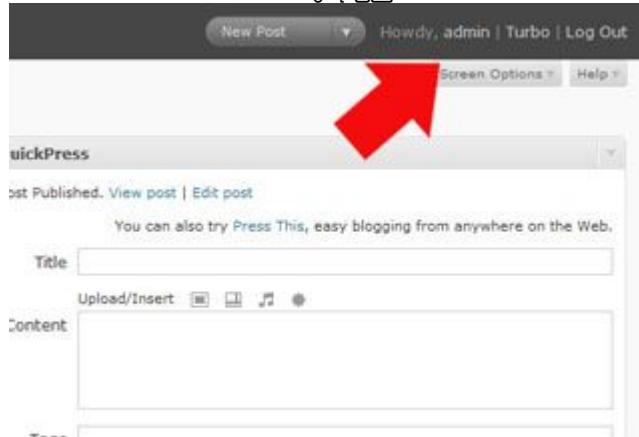 New Post Howdy, admin | Turbo | Log Out
Screen Options Help
uickPress
ost Published. View post | Edit post
You can also try Press This, easy blogging from anywhere on the Web.
Title
Upload/Insert
Content